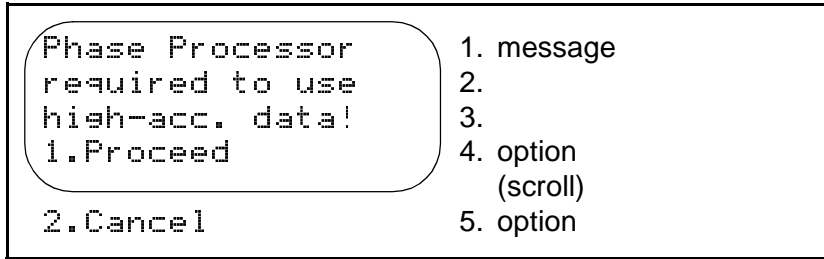 Phase Processor
required to use
high-acc. data!
1.Proceed
2.Cancel
1. message
2.
3.
4. option
(scroll)
5. option